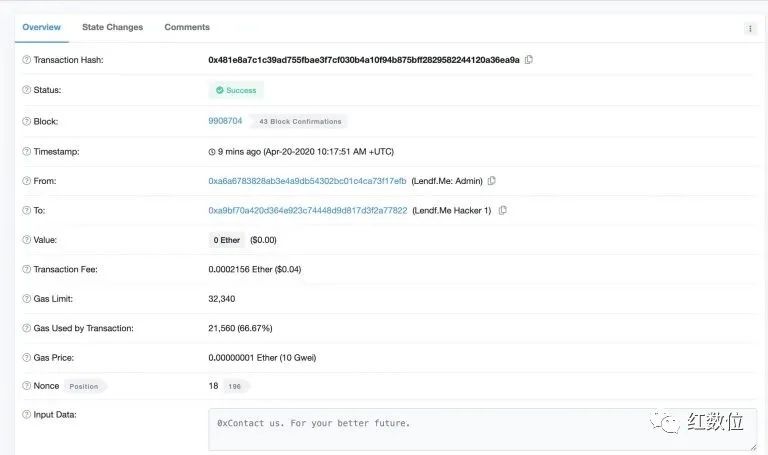 Overview State Changes Comments
Transaction Hash: 0x481e8a7c1c39ad755fbae3f7cf030b4a10f94b875bff2829582244120a36ea9a
Status: Success
Block: 9908704 43 Block Confirmations
Timestamp: 9 mins ago (Apr-20-2020 10:17:51 AM +UTC)
From: 0xa6a6783828ab3e4a9db54302bc01c4ca73f17efb (Lendf.Me: Admin)
To: 0xa9bf70a420d364e923c74448d9d817d3f2a77822 (Lendf.Me Hacker 1)
Value: 0 Ether ($0.00)
Transaction Fee: 0.0002156 Ether ($0.04)
Gas Limit: 32,340
Gas Used by Transaction: 21,560 (66.67%)
Gas Price: 0.00000001 Ether (10 Gwei)
Nonce Position 18 196
Input Data: 0xContact us. For your better future.
红数位